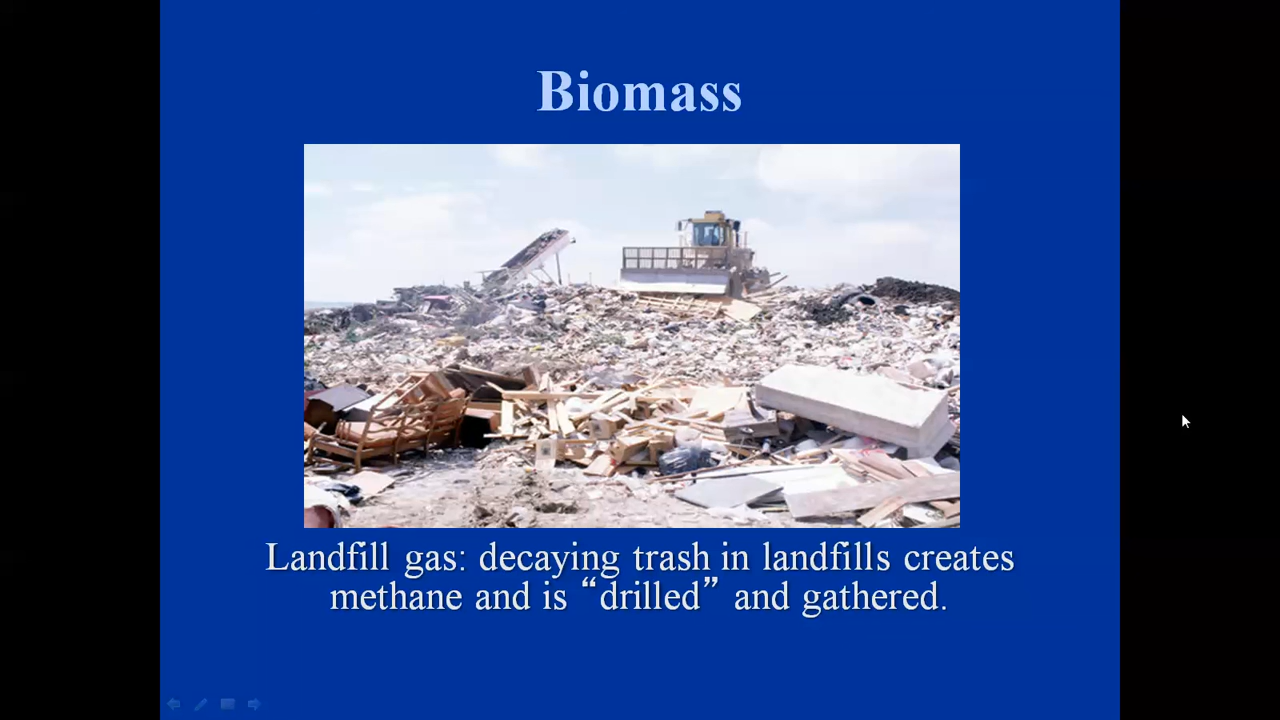 Biomass
Landfill gas: decaying trash in landfills creates
methane and is “drilled” and gathered.